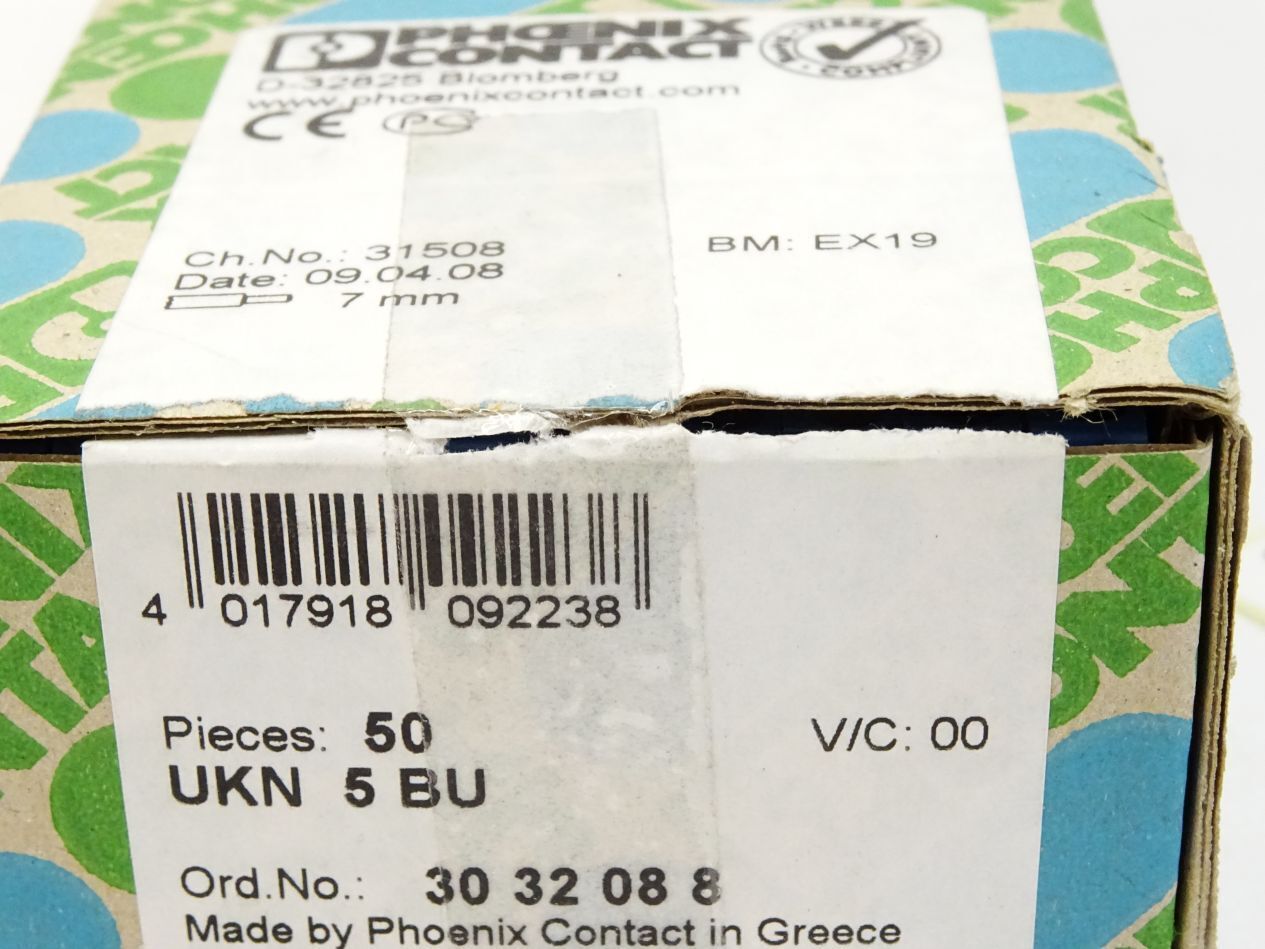 PHŒNIX
CONTACT
D-32825 Blomberg
www.phoenixcontact.com
CE PG
Ch.No.: 31508
BM: EX19
Date: 09.04.08
7 mm
4 017918 092238
Pieces: 50
V/C: 00
UKN 5 BU
Ord.No.: 30 32 08 8
Made by Phoenix Contact in Greece